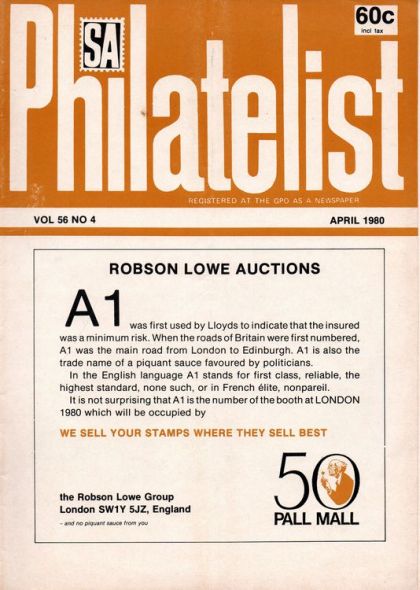 60c
incl tax
SA
Philatelist
REGISTERED AT THE GPO AS A NEWSPAPER
VOL 56 NO 4
APRIL 1980
ROBSON LOWE AUCTIONS
A1 was first used by Lloyds to indicate that the insured
was a minimum risk. When the roads of Britain were first numbered,
A1 was the main road from London to Edinburgh. A1 is also the
trade name of a piquant sauce favoured by politicians.
In the English language A1 stands for first class, reliable, the
highest standard, none such, or in French élite, nonpareil.
It is not surprising that A1 is the number of the booth at LONDON
1980 which will be occupied by
WE SELL YOUR STAMPS WHERE THEY SELL BEST
50
PALL MALL
the Robson Lowe Group
London SW1Y 5JZ, England
– and no piquant sauce from you